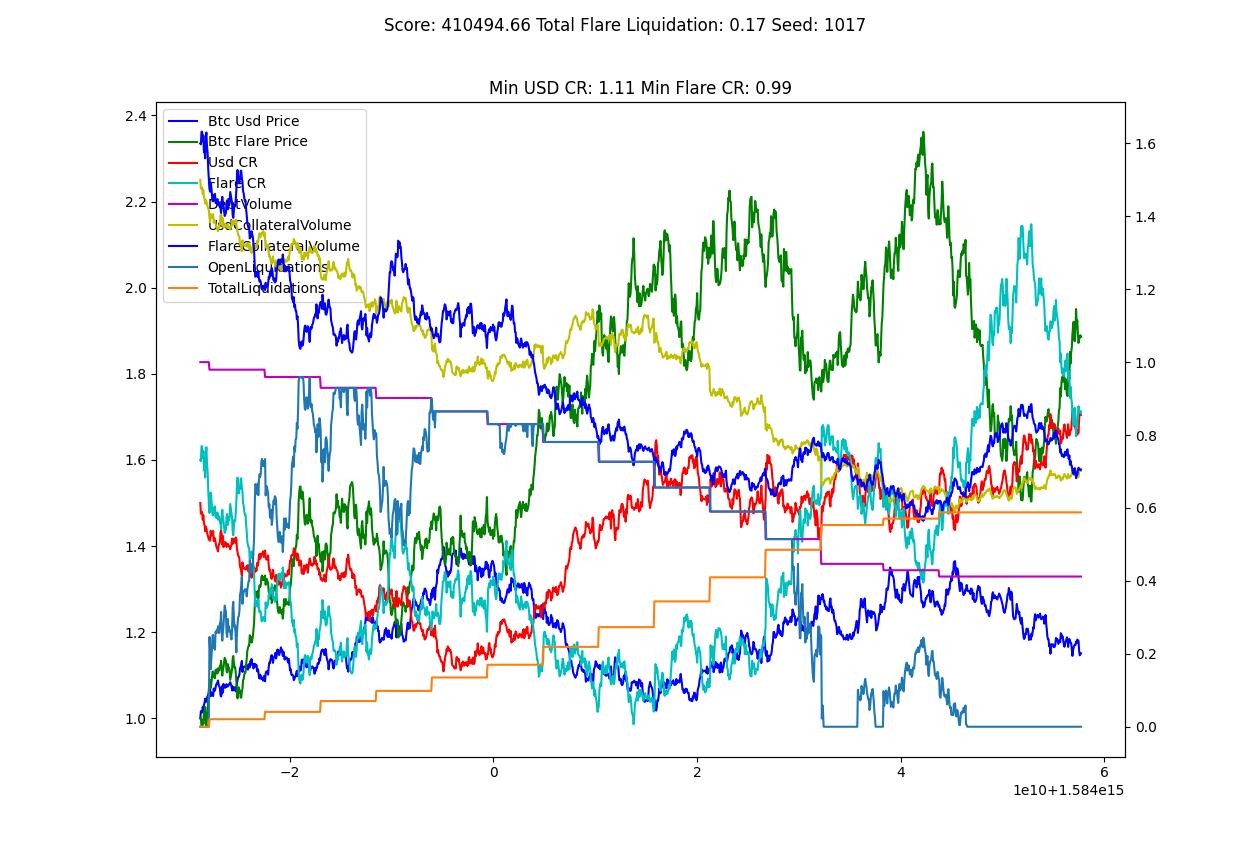 Score: 410494.66 Total Flare Liquidation: 0.17 Seed: 1017
Min USD CR: 1.11 Min Flare CR: 0.99
Btc Usd Price
Btc Flare Price
Usd CR
Flare CR
DebtVolume
UsdCollateralVolume
FlareCollateralVolume
OpenLiquidations
TotalLiquidations
2.4
2.2
2.0
1.8
1.6
1.4
1.2
1.0
1.6
1.4
1.2
1.0
0.8
0.6
0.4
0.2
0.0
−2 0 2 4 6
1e10+1.584e15